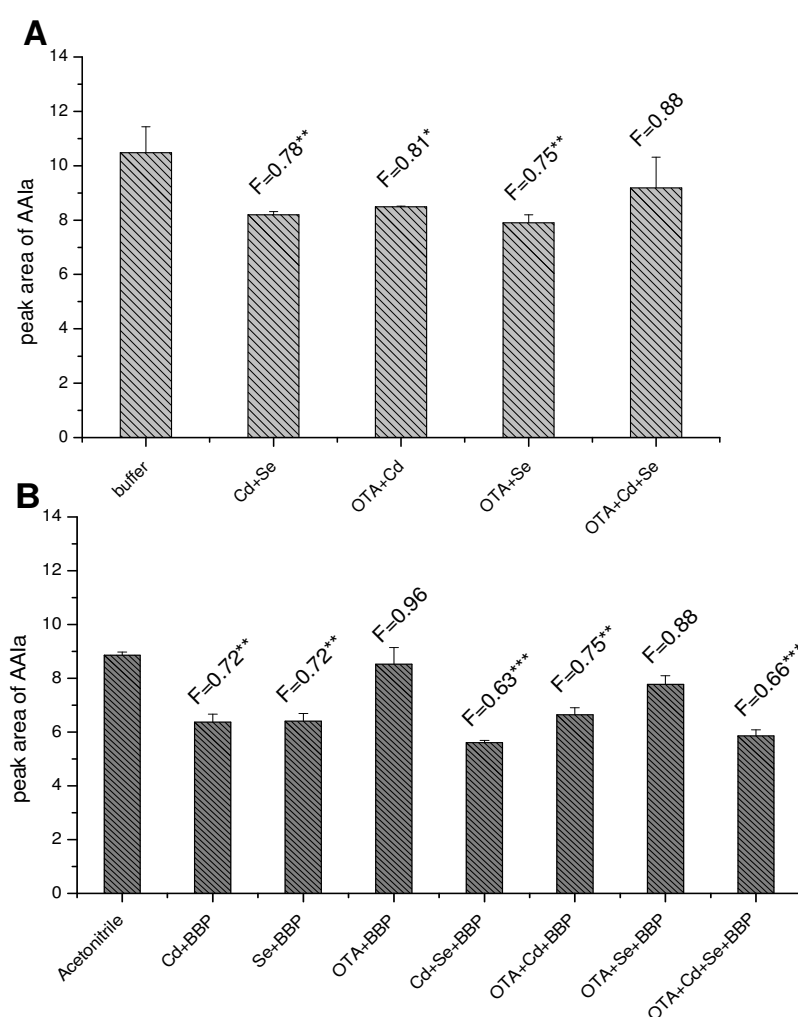 A
14
12
10
8
6
4
2
0
peak area of AAIa
F=0.78**
F=0.81*
F=0.75**
F=0.88
buffer
Cd+Se
OTA+Cd
OTA+Se
OTA+Cd+Se
B
14
12
10
8
6
4
2
0
peak area of AAIa
F=0.72**
F=0.72**
F=0.96
F=0.63***
F=0.75**
F=0.88
F=0.66***
Acetonitrile
Cd+BBP
Se+BBP
OTA+BBP
Cd+Se+BBP
OTA+Cd+BBP
OTA+Se+BBP
OTA+Cd+Se+BBP